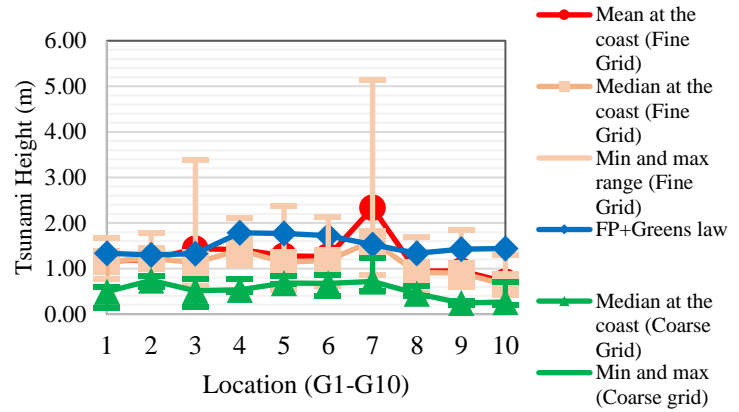 6.00
5.00
4.00
3.00
2.00
1.00
0.00
Tsunami Height (m)
1 2 3 4 5 6 7 8 9 10
Location (G1-G10)
Mean at the
coast (Fine
Grid)
Median at the
coast (Fine
Grid)
Min and max
range (Fine
Grid)
FP+Greens law
Median at the
coast (Coarse
Grid)
Min and max
(Coarse grid)